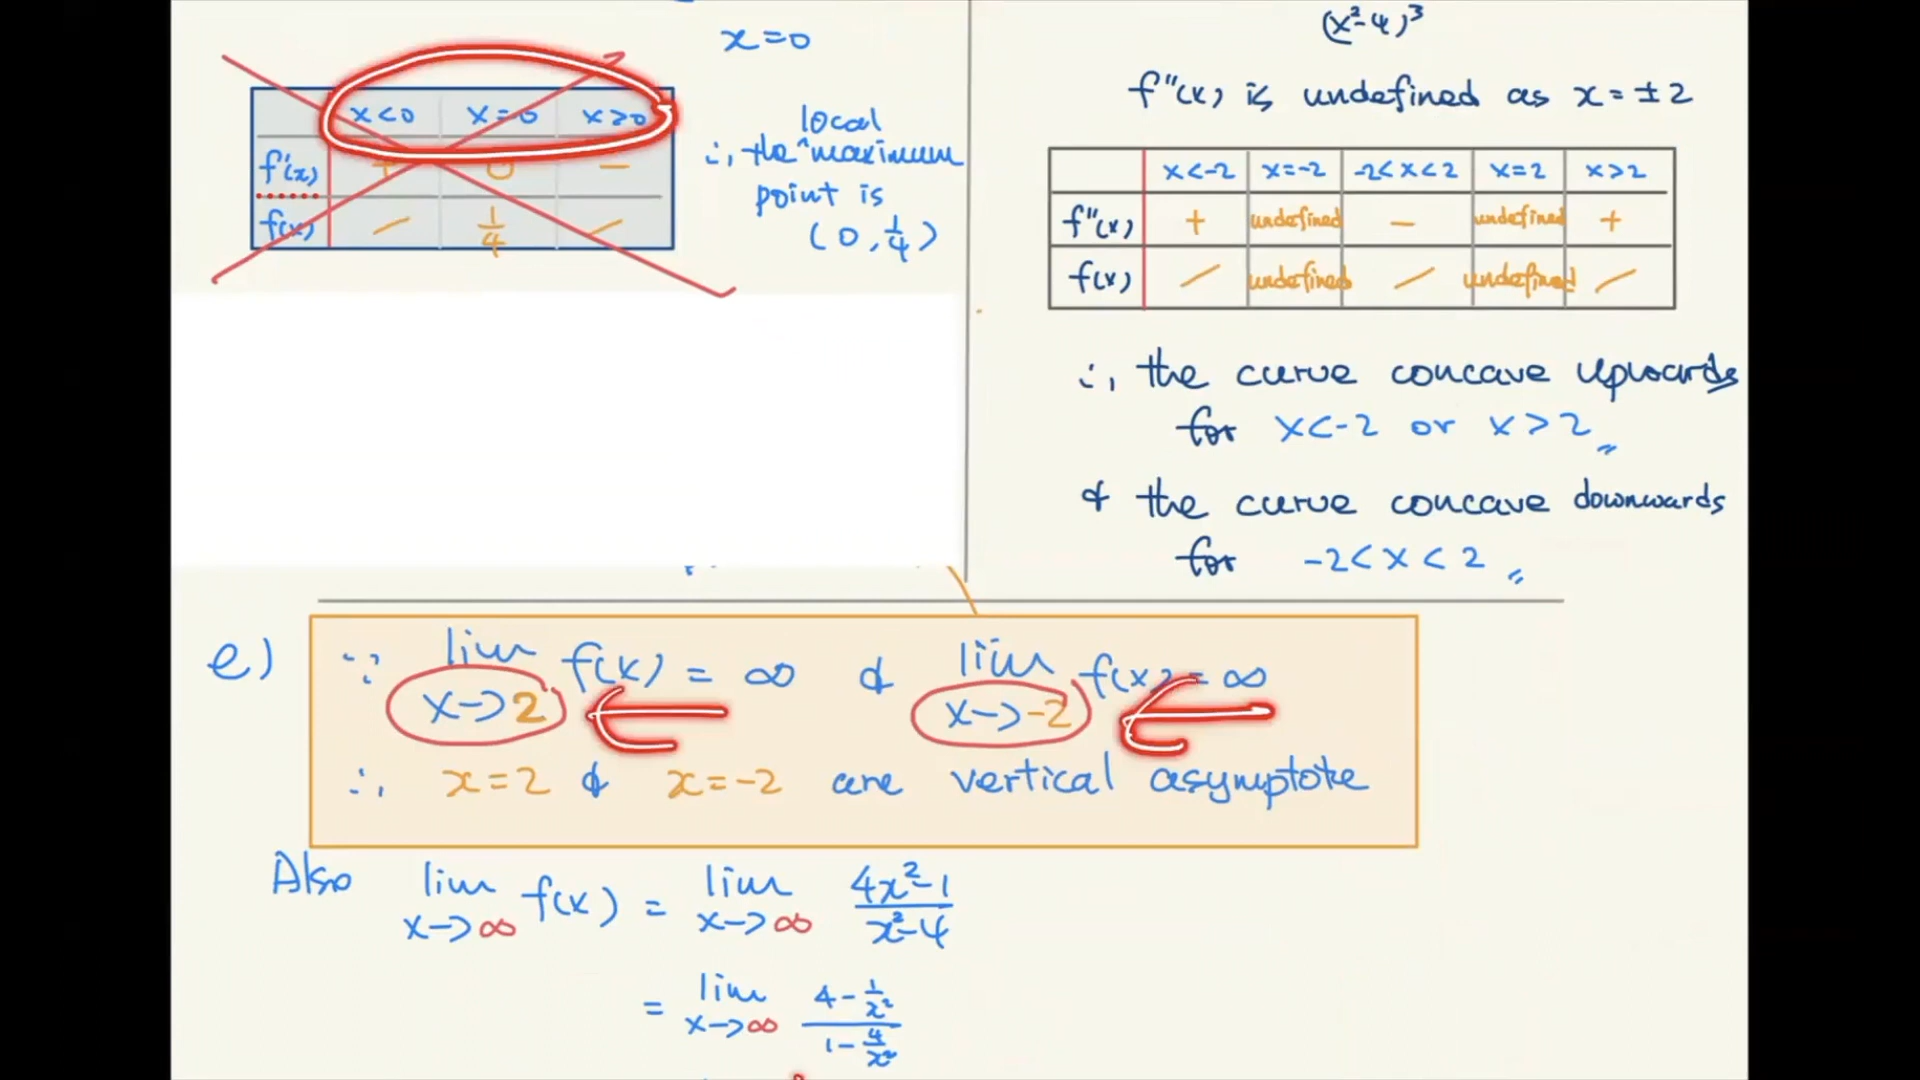 x=0
x<0 x=0 x>0
f'(x) + 0 −
f(x) 1/4
local
∴ the ^ maximum
point is
(0, 1/4)
(x²-4)³
f''(x) is undefined as x = ±2
x<-2 x=-2 -2<x<2 x=2 x>2
f''(x) + undefined − undefined +
f(x) undefined undefined
∴ the curve concave upwards
for x<-2 or x>2 〃
& the curve concave downwards
for -2<x<2 〃
e) ∵ lim x→2 f(x) = ∞ & lim x→-2 f(x) = ∞
∴ x=2 & x=-2 are vertical asymptote
Also lim x→∞ f(x) = lim x→∞ (4x²-1)/(x²-4)
= lim x→∞ (4 - 1/x²)/(1 - 4/x²)